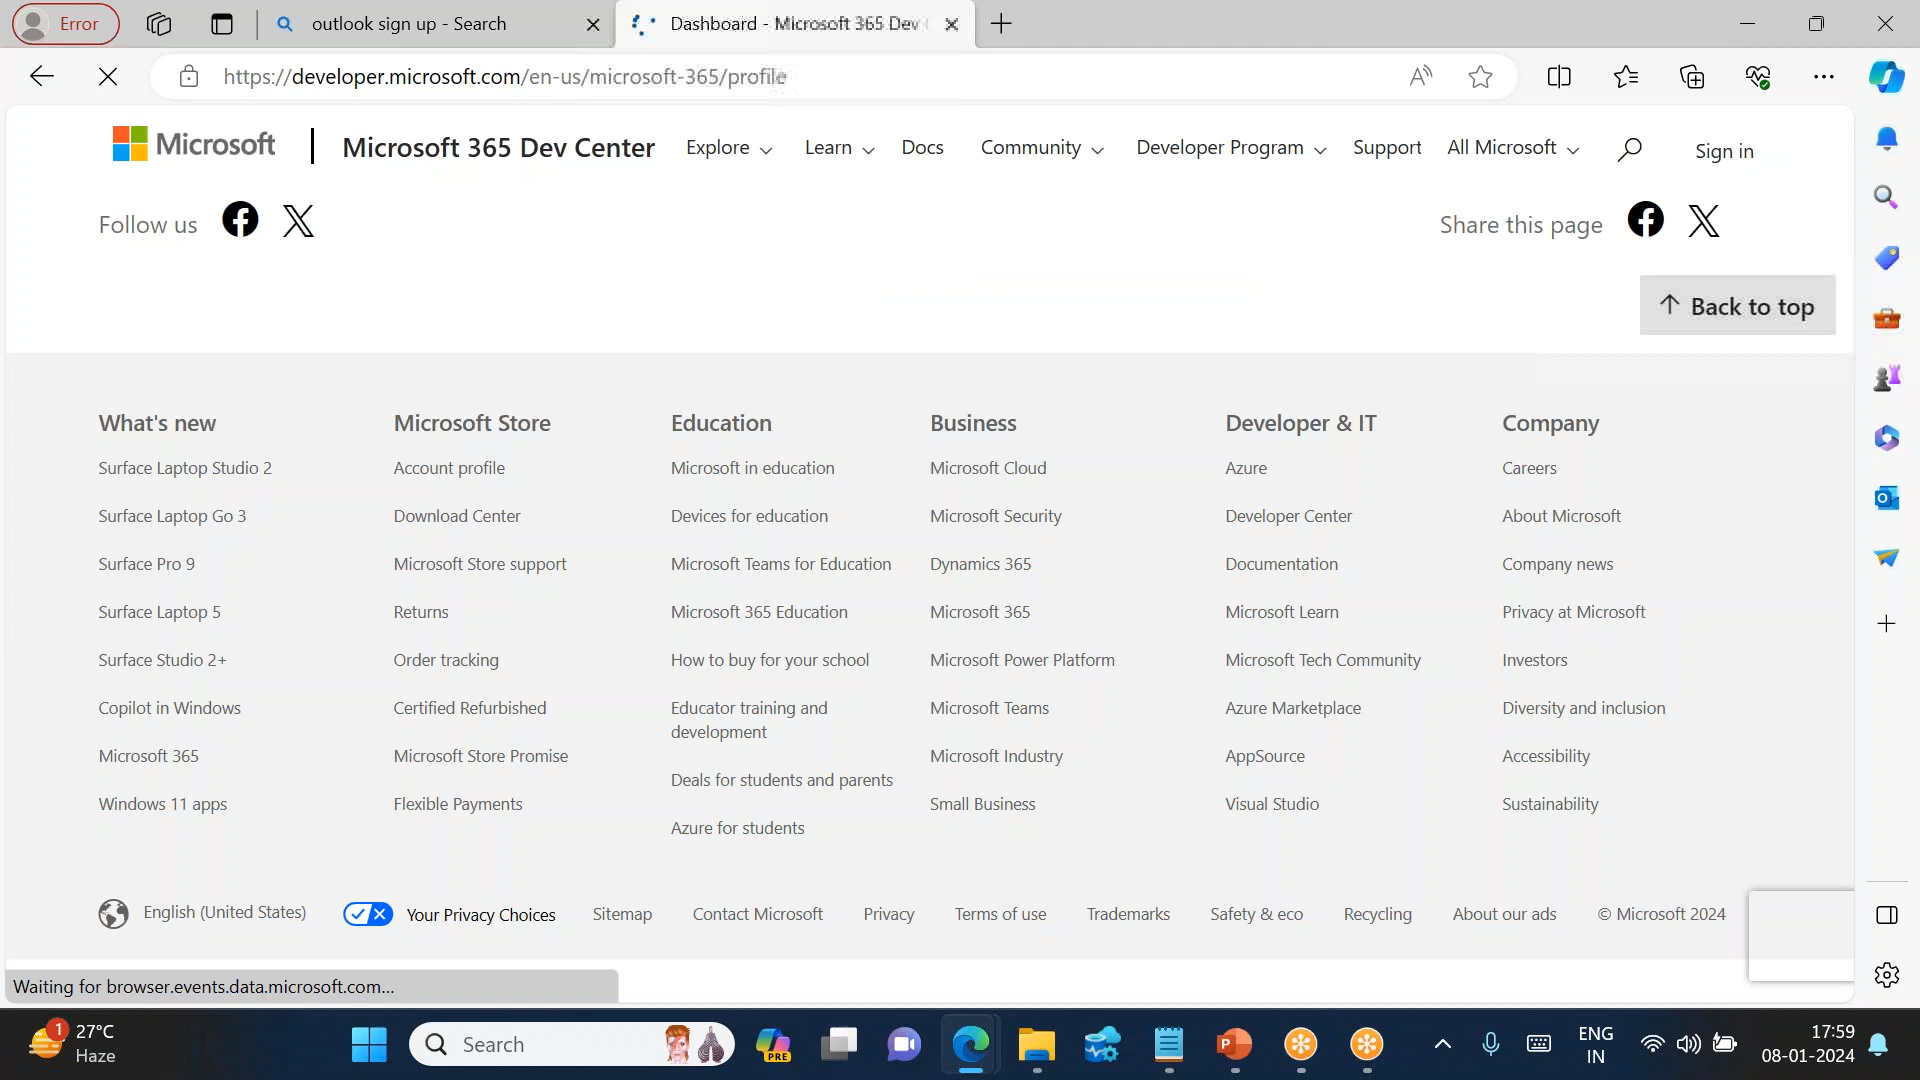 Error
outlook sign up - Search
Dashboard - Microsoft 365 Dev
https://developer.microsoft.com/en-us/microsoft-365/profile
Microsoft
Microsoft 365 Dev Center
Explore
Learn
Docs
Community
Developer Program
Support
All Microsoft
Sign in
Follow us
Share this page
Back to top
What's new
Surface Laptop Studio 2
Surface Laptop Go 3
Surface Pro 9
Surface Laptop 5
Surface Studio 2+
Copilot in Windows
Microsoft 365
Windows 11 apps
Microsoft Store
Account profile
Download Center
Microsoft Store support
Returns
Order tracking
Certified Refurbished
Microsoft Store Promise
Flexible Payments
Education
Microsoft in education
Devices for education
Microsoft Teams for Education
Microsoft 365 Education
How to buy for your school
Educator training and
development
Deals for students and parents
Azure for students
Business
Microsoft Cloud
Microsoft Security
Dynamics 365
Microsoft 365
Microsoft Power Platform
Microsoft Teams
Microsoft Industry
Small Business
Developer & IT
Azure
Developer Center
Documentation
Microsoft Learn
Microsoft Tech Community
Azure Marketplace
AppSource
Visual Studio
Company
Careers
About Microsoft
Company news
Privacy at Microsoft
Investors
Diversity and inclusion
Accessibility
Sustainability
English (United States)
Your Privacy Choices
Sitemap
Contact Microsoft
Privacy
Terms of use
Trademarks
Safety & eco
Recycling
About our ads
© Microsoft 2024
Waiting for browser.events.data.microsoft.com...
1
27°C
Haze
Search
PRE
ENG
IN
17:59
08-01-2024